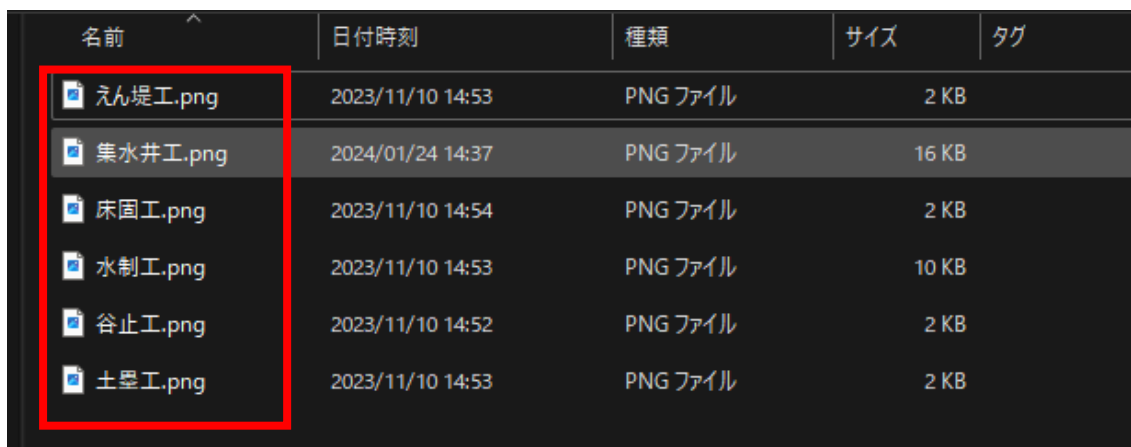 名前 日付時刻 種類 サイズ タグ
えん堤工.png 2023/11/10 14:53 PNG ファイル 2 KB
集水井工.png 2024/01/24 14:37 PNG ファイル 16 KB
床固工.png 2023/11/10 14:54 PNG ファイル 2 KB
水制工.png 2023/11/10 14:53 PNG ファイル 10 KB
谷止工.png 2023/11/10 14:52 PNG ファイル 2 KB
土塁工.png 2023/11/10 14:53 PNG ファイル 2 KB